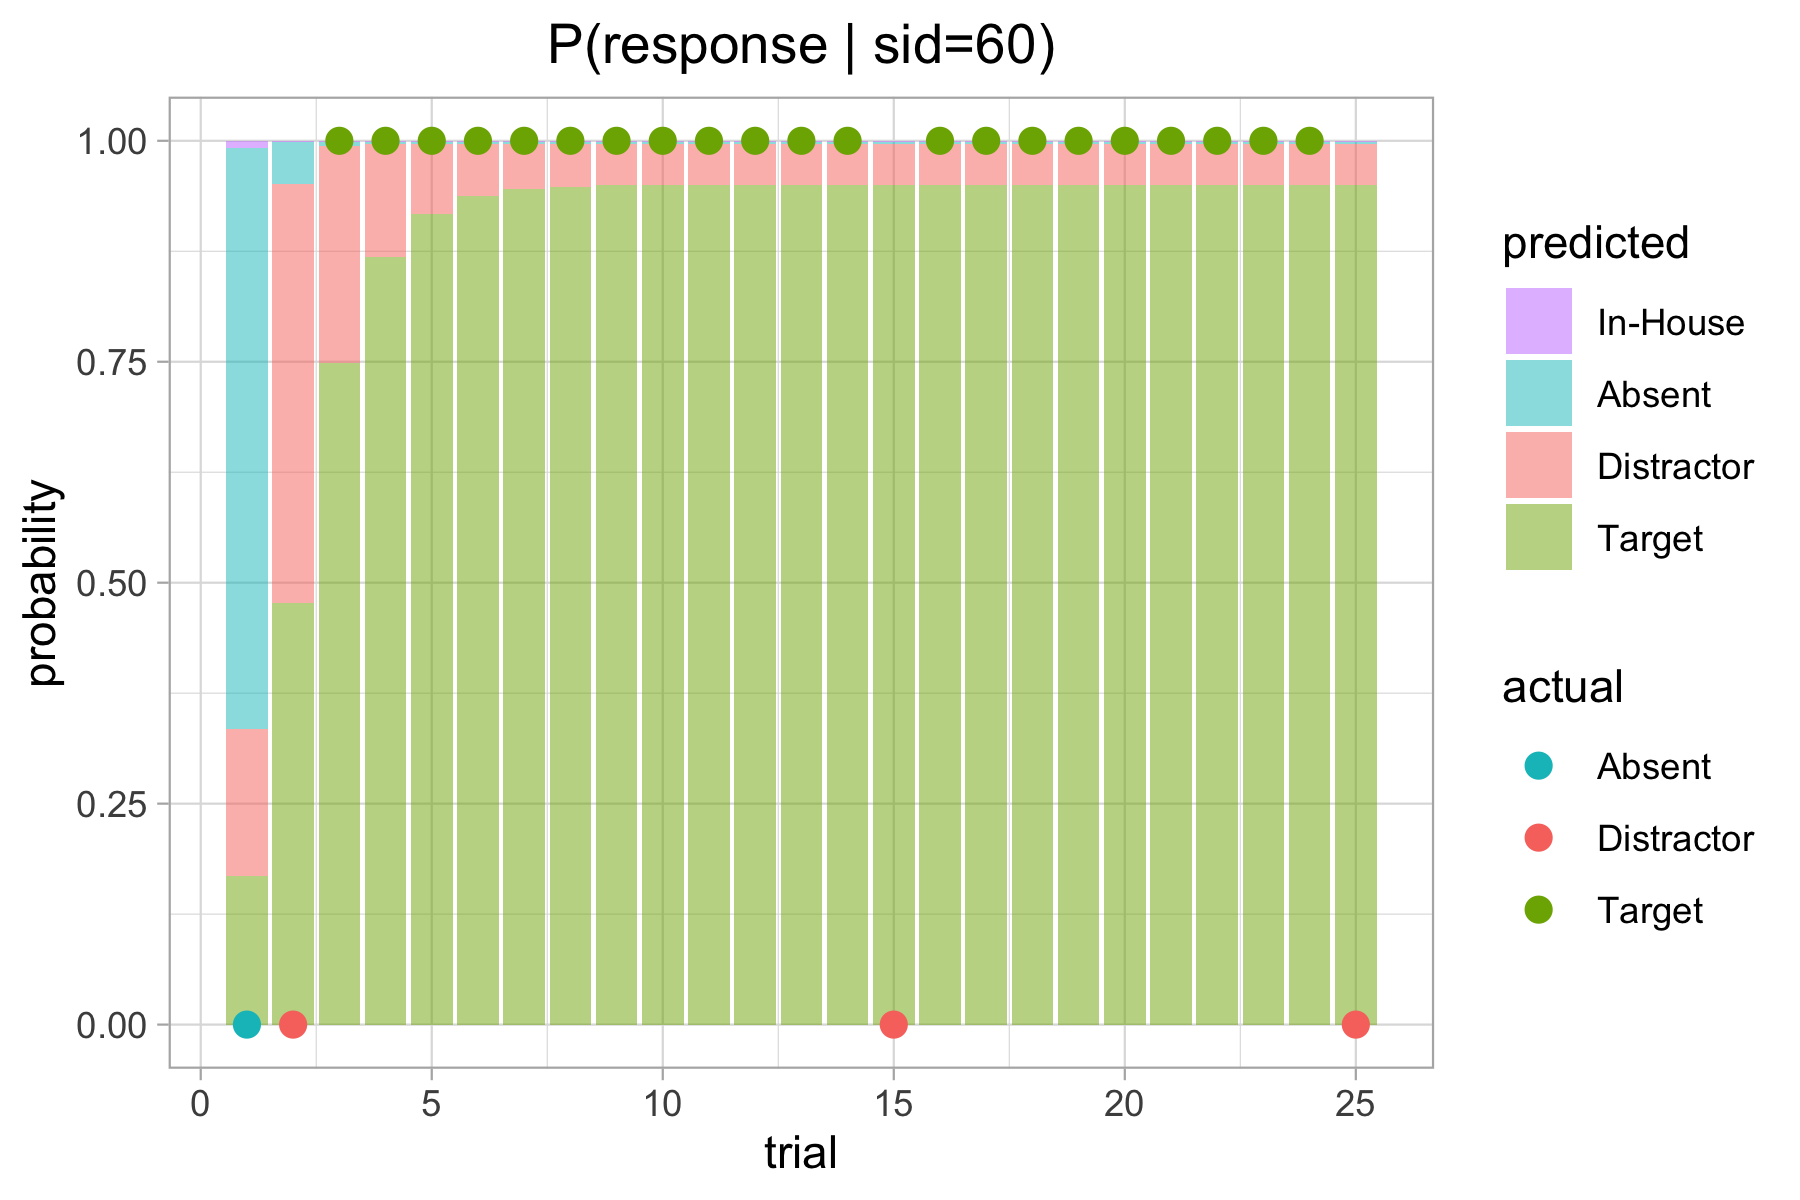 P(response | sid=60)
1.00
0.75
0.50
0.25
0.00
probability
0 5 10 15 20 25
trial
predicted
In-House
Absent
Distractor
Target
actual
Absent
Distractor
Target